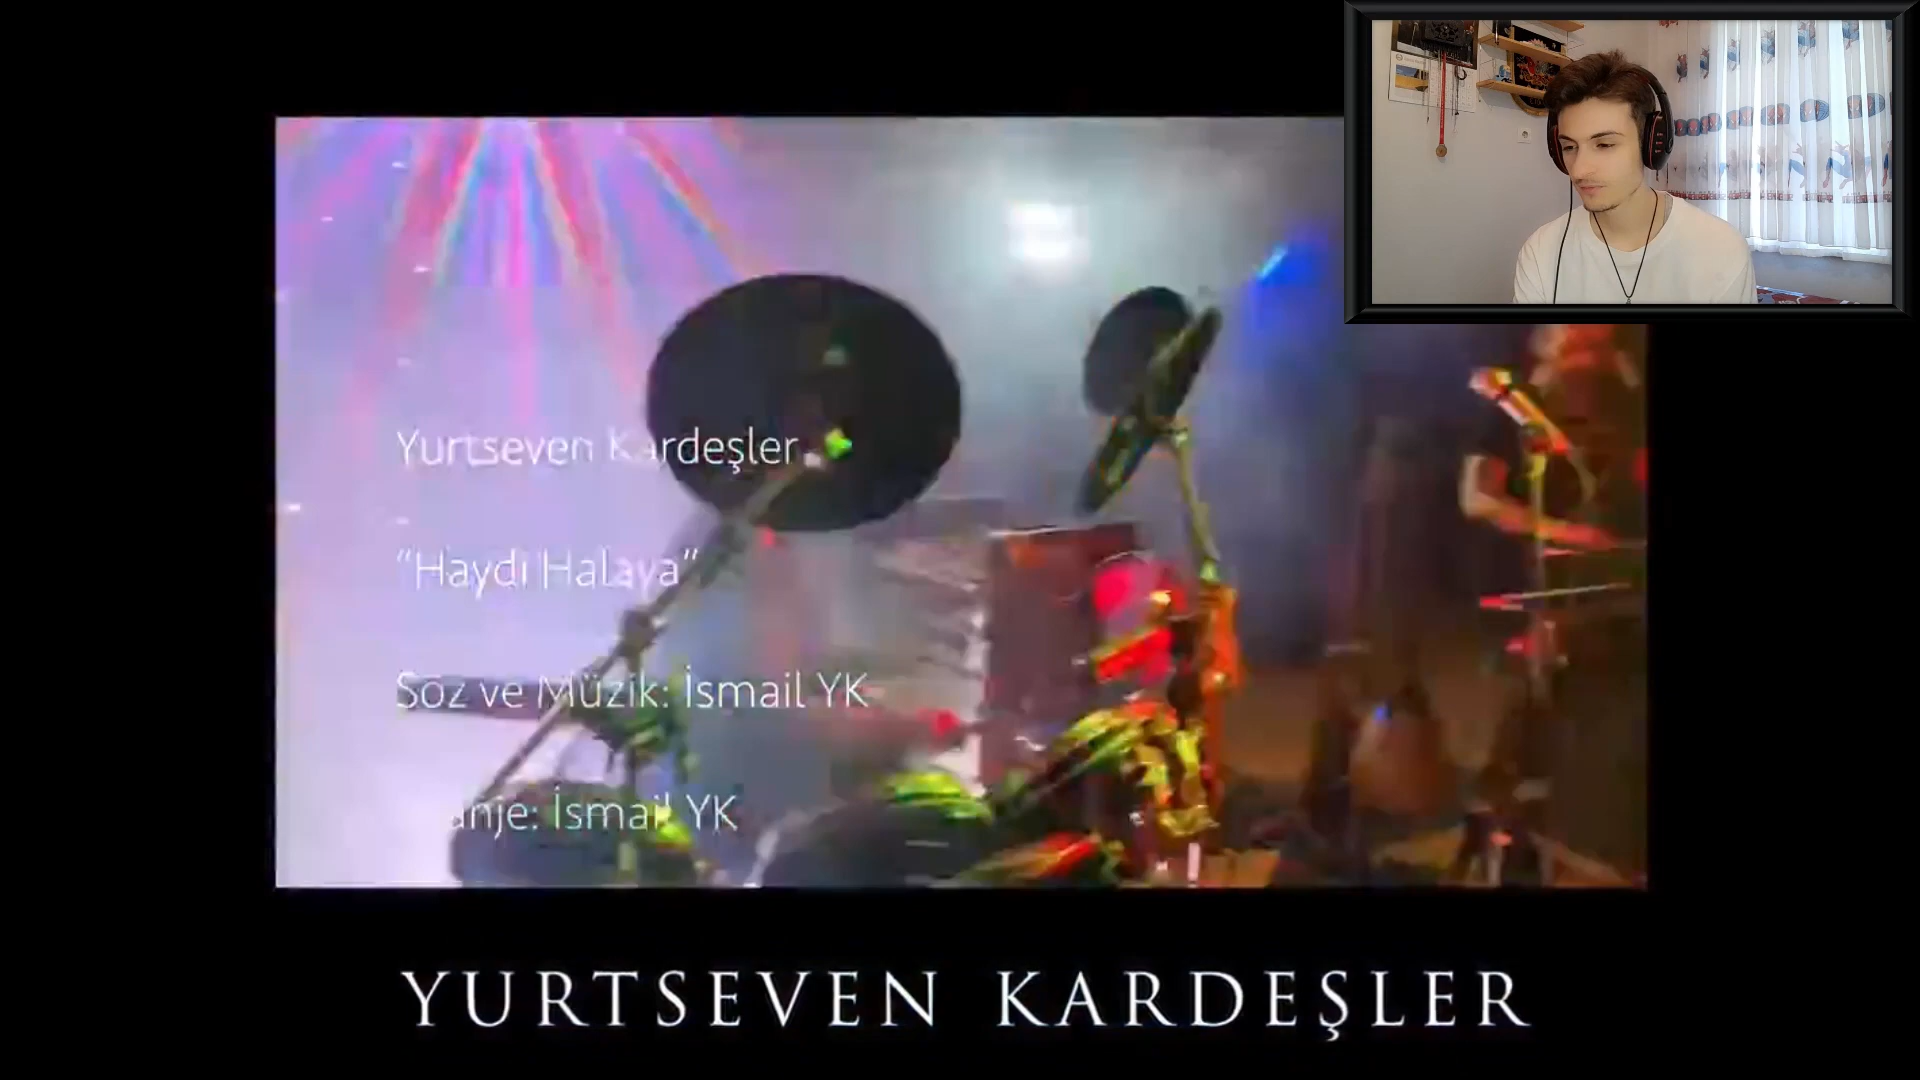 Yurtseven Kardeşler
"Haydi Halaya"
Söz ve Müzik: İsmail YK
İsmail YK
YURTSEVEN KARDEŞLER